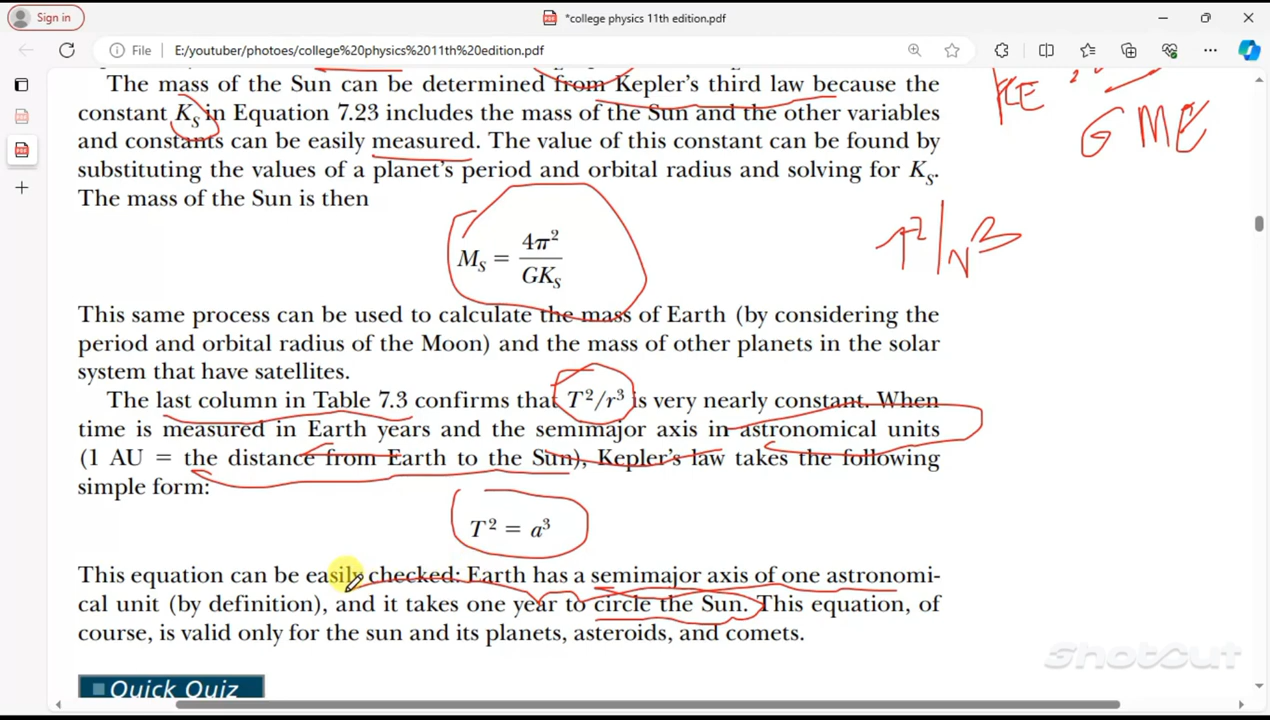 Sign in
*college physics 11th edition.pdf
File
E:/youtuber/photoes/college%20physics%2011th%20edition.pdf
The mass of the Sun can be determined from Kepler's third law because the
constant K_S in Equation 7.23 includes the mass of the Sun and the other variables
and constants can be easily measured. The value of this constant can be found by
substituting the values of a planet's period and orbital radius and solving for K_S.
The mass of the Sun is then
KE
GME
M_S = 4π² / GK_S
T²/r³
This same process can be used to calculate the mass of Earth (by considering the
period and orbital radius of the Moon) and the mass of other planets in the solar
system that have satellites.
The last column in Table 7.3 confirms that T²/r³ is very nearly constant. When
time is measured in Earth years and the semimajor axis in astronomical units
(1 AU = the distance from Earth to the Sun), Kepler's law takes the following
simple form:
T² = a³
This equation can be easily checked: Earth has a semimajor axis of one astronomi-
cal unit (by definition), and it takes one year to circle the Sun. This equation, of
course, is valid only for the sun and its planets, asteroids, and comets.
Quick Quiz
Shotcut